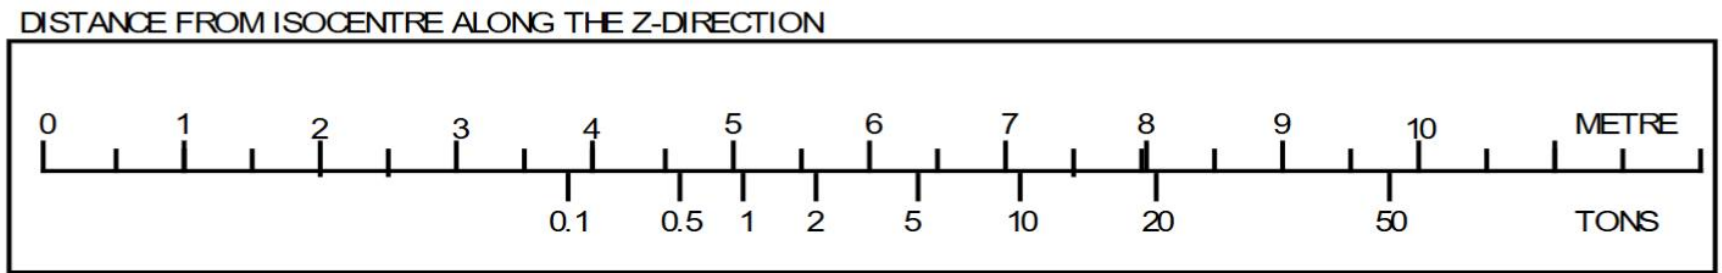 DISTANCE FROM ISOCENTRE ALONG THE Z-DIRECTION
0 1 2 3 4 5 6 7 8 9 10 METRE
0.1 0.5 1 2 5 10 20 50 TONS